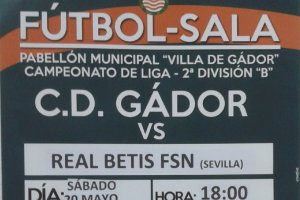 FÚTBOL-SALA
PABELLÓN MUNICIPAL "VILLA DE GÁDOR"
CAMPEONATO DE LIGA - 2ª DIVISIÓN "B"
C.D. GÁDOR
VS
REAL BETIS FSN (SEVILLA)
DÍA: SÁBADO HORA: 18:00
20 MAYO